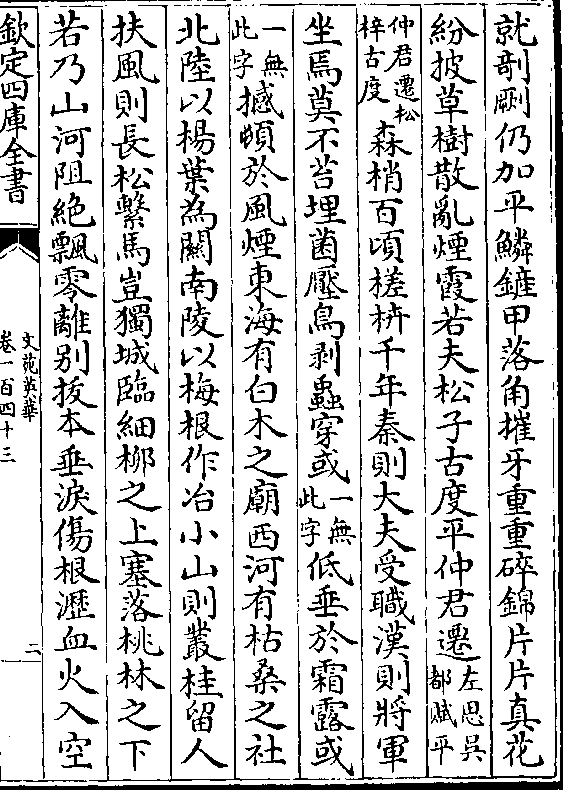 就剞劂仍加平鱗鏟甲落角摧牙重重碎錦片片真花
紛披草樹散亂煙霞若夫松子古度平仲君遷左思吳都賦平
仲君遷松梓古度森梢百頃槎枿千年秦則大夫受職漢則將軍
坐焉莫不苔埋菌壓鳥剥蟲穿或一無此字低垂於霜露或
一無此字撼頓於風煙東海有白木之廟西河有枯桑之社
北陸以楊葉為關南陵以梅根作冶小山則叢桂留人
扶風則長松繫馬豈獨城臨細柳之上塞落桃林之下
若乃山河阻絶飄零離别拔本垂淚傷根瀝血火入空
欽定四庫全書
文苑英華
卷一百四十三
二